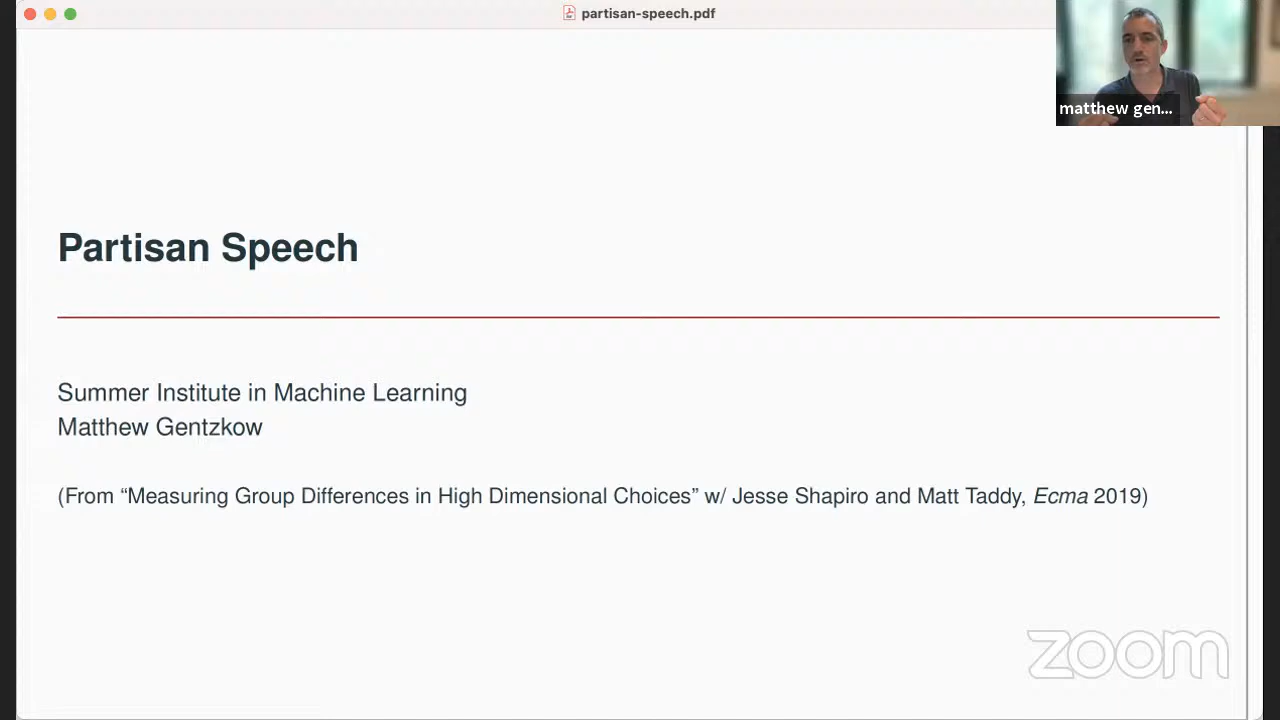 partisan-speech.pdf
matthew gen...
Partisan Speech
Summer Institute in Machine Learning
Matthew Gentzkow
(From “Measuring Group Differences in High Dimensional Choices” w/ Jesse Shapiro and Matt Taddy, Ecma 2019)
zoom